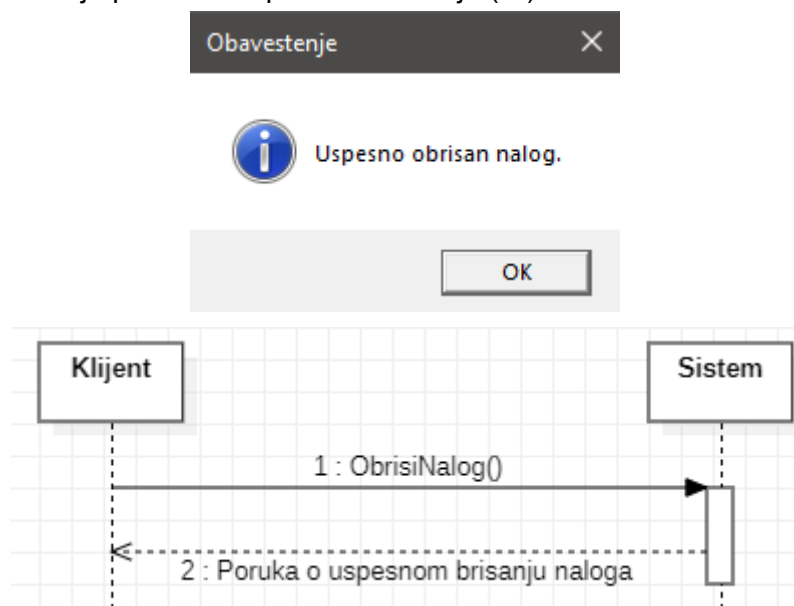 Obavestenje
Uspesno obrisan nalog.
OK
Klijent
Sistem
1 : ObrisiNalog()
2 : Poruka o uspesnom brisanju naloga